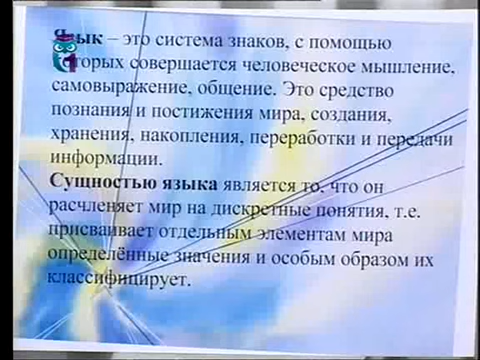 Язык – это система знаков, с помощью
которых совершается человеческое мышление,
самовыражение, общение. Это средство
познания и постижения мира, создания,
хранения, накопления, переработки и передачи
информации.
Сущностью языка является то, что он
расчленяет мир на дискретные понятия, т.е.
присваивает отдельным элементам мира
определённые значения и особым образом их
классифицирует.